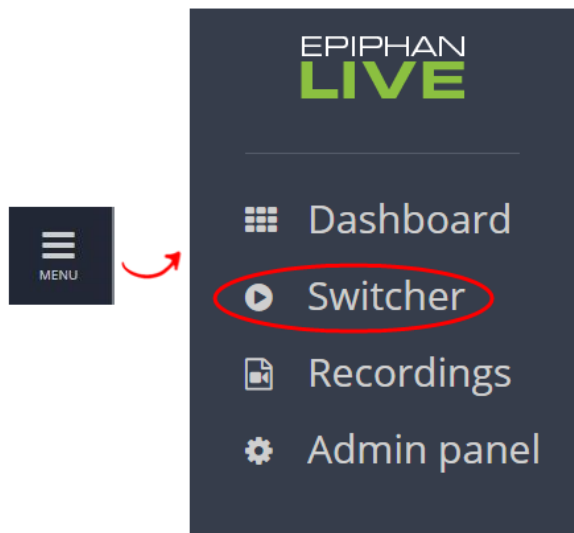 EPIPHAN
LIVE
MENU
Dashboard
Switcher
Recordings
Admin panel